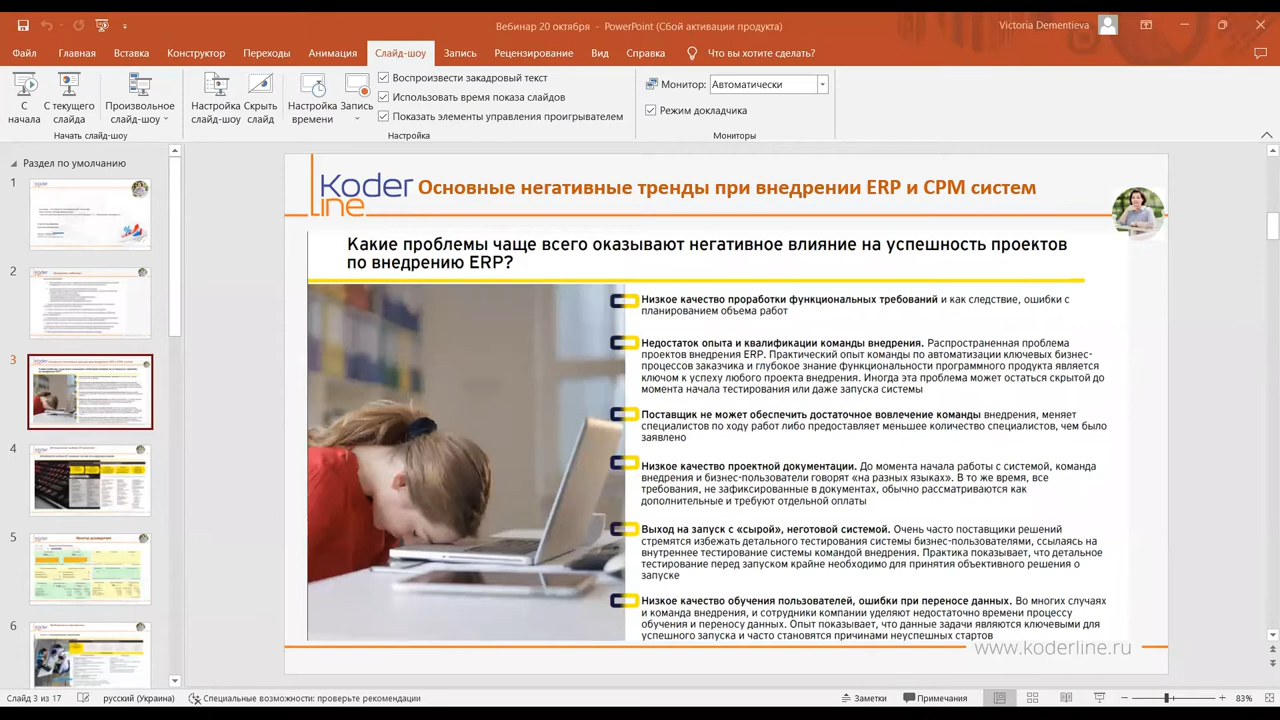 Вебинар 20 октября - PowerPoint (Сбой активации продукта)
Victoria Dementieva
Файл Главная Вставка Конструктор Переходы Анимация Слайд-шоу Запись Рецензирование Вид Справка Что вы хотите сделать?
С начала
С текущего слайда
Произвольное слайд-шоу
Начать слайд-шоу
Настройка слайд-шоу
Скрыть слайд
Настройка времени
Запись
Воспроизвести закадровый текст
Использовать время показа слайдов
Показать элементы управления проигрывателем
Настройка
Монитор: Автоматически
Режим докладчика
Мониторы
Раздел по умолчанию
1
2
3
4
5
6
Koder
line
Основные негативные тренды при внедрении ERP и CPM систем
Какие проблемы чаще всего оказывают негативное влияние на успешность проектов
по внедрению ERP?
Низкое качество проработки функциональных требований и как следствие, ошибки с
планированием объема работ
Недостаток опыта и квалификации команды внедрения. Распространенная проблема
проектов внедрения ERP. Практический опыт команды по автоматизации ключевых бизнес-
процессов заказчика и глубокое знание функциональности программного продукта является
ключом к успеху любого проекта внедрения. Иногда эта проблема может остаться скрытой до
момента начала тестирования или даже запуска системы
Поставщик не может обеспечить достаточное вовлечение команды внедрения, меняет
специалистов по ходу работ либо предоставляет меньшее количество специалистов, чем было
заявлено
Низкое качество проектной документации. До момента начала работы с системой, команда
внедрения и бизнес-пользователи говорят «на разных языках». В то же время, все
требования, не зафиксированные в документах, обычно рассматриваются как
дополнительные и требуют отдельной оплаты
Выход на запуск с «сырой», неготовой системой. Очень часто поставщики решений
стремятся избежать детального тестирования системы бизнес-пользователями, ссылаясь на
внутреннее тестирование системы командой внедрения. Практика показывает, что детальное
тестирование перед запуском крайне необходимо для принятия объективного решения о
запуске
Низкое качество обучения пользователей, ошибки при переносе данных. Во многих случаях
и команда внедрения, и сотрудники компании уделяют недостаточно времени процессу
обучения и переносу данных. Опыт показывает, что данные задачи являются ключевыми для
успешного запуска и часто становятся причинами неуспешных стартов
www.koderline.ru
Слайд 3 из 17 русский (Украина) Специальные возможности: проверьте рекомендации Заметки Примечания 83%